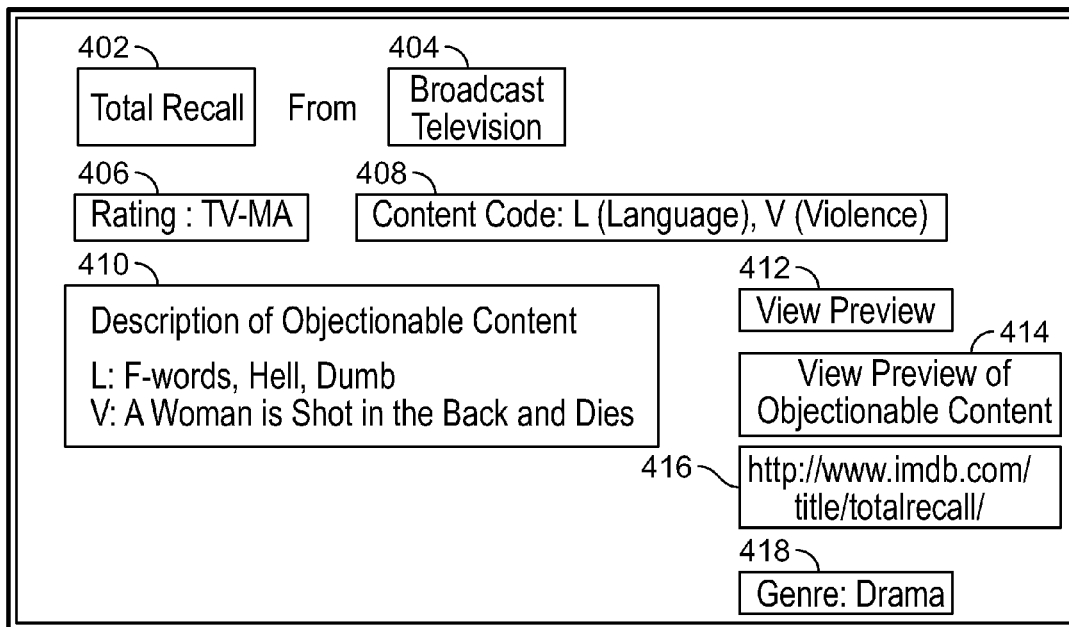 402
404
Total Recall
From
Broadcast
Television
406
408
Rating : TV-MA
Content Code: L (Language), V (Violence)
410
Description of Objectionable Content
L: F-words, Hell, Dumb
V: A Woman is Shot in the Back and Dies
412
View Preview
414
View Preview of
Objectionable Content
416
http://www.imdb.com/
title/totalrecall/
418
Genre: Drama